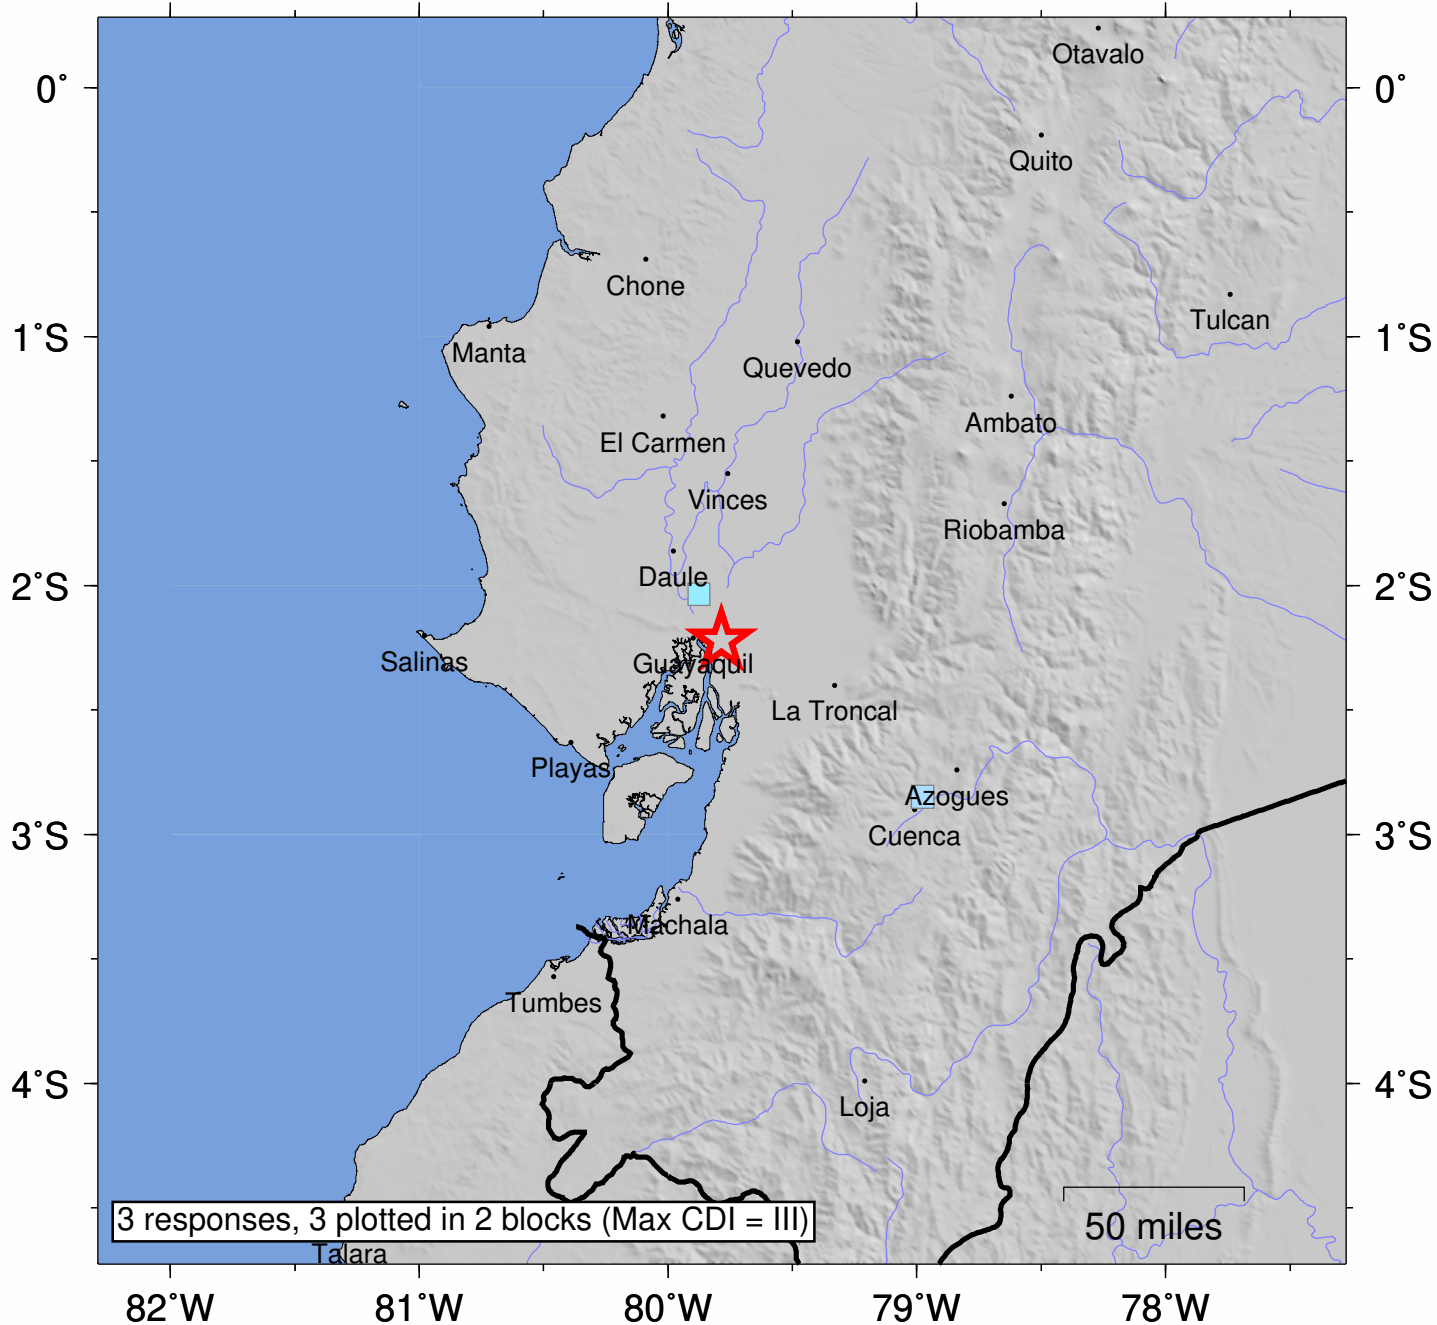 Otavalo
0˚
0˚
Quito
Chone
Tulcan
1˚S
1˚S
Manta
Quevedo
Ambato
El Carmen
Vinces
Riobamba
Daule
2˚S
2˚S
Salinas
Guayaquil
La Troncal
Playas
Azogues
3˚S
Cuenca
3˚S
Machala
Tumbes
4˚S
4˚S
Loja
3 responses, 3 plotted in 2 blocks (Max CDI = III)
50 miles
Talara
82˚W
81˚W
80˚W
79˚W
78˚W